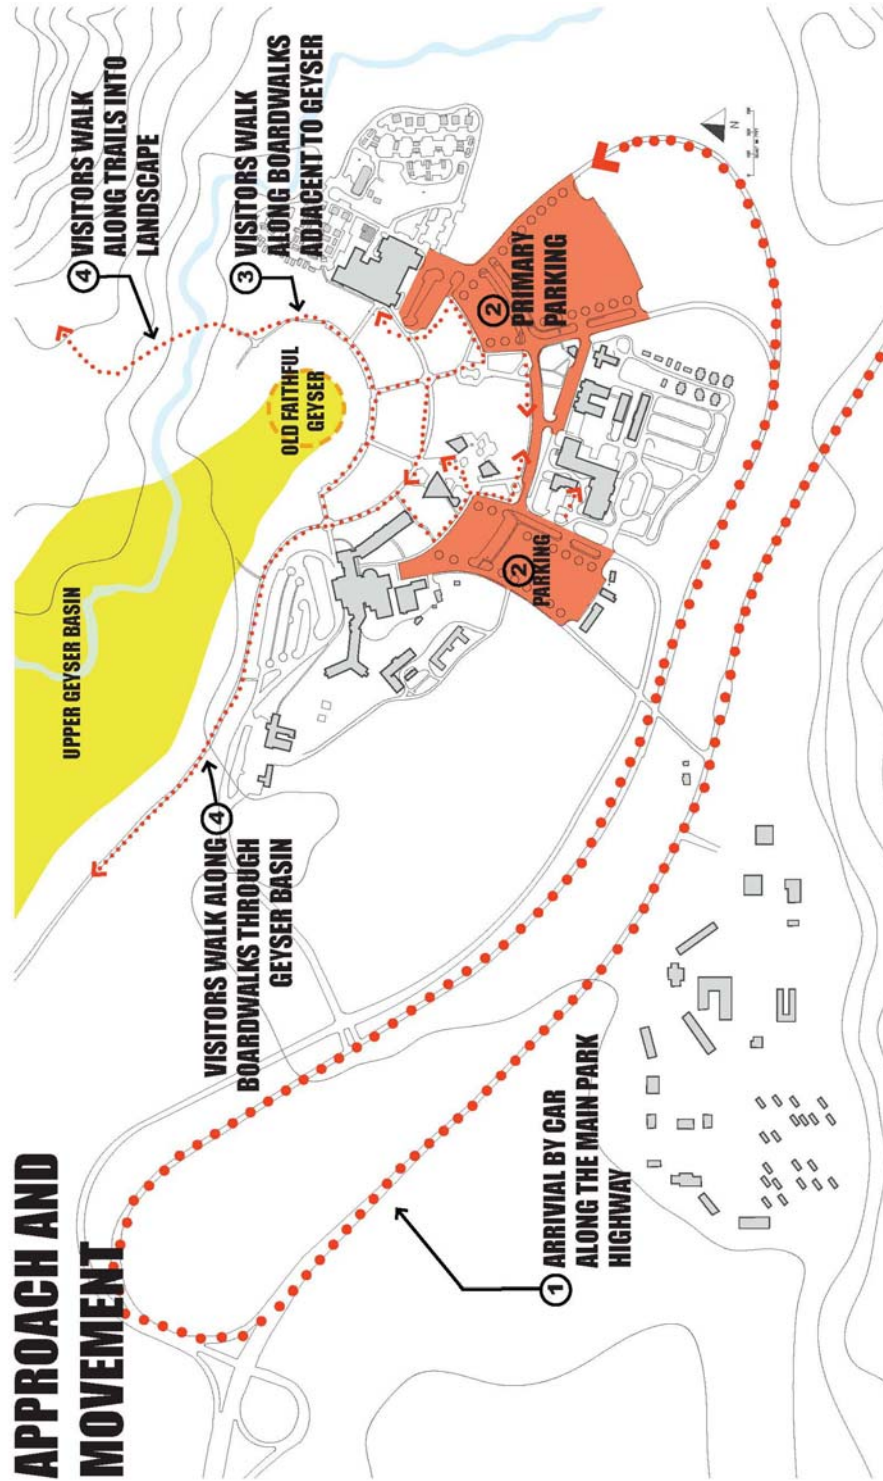 APPROACH AND
MOVEMENT
4 VISITORS WALK
ALONG TRAILS INTO
LANDSCAPE
3 VISITORS WALK
ALONG BOARDWALKS
ADJACENT TO GEYSER
UPPER GEYSER BASIN
OLD FAITHFUL
GEYSER
VISITORS WALK ALONG 4
BOARDWALKS THROUGH
GEYSER BASIN
2
PARKING
2
PRIMARY
PARKING
1 ARRIVIAL BY CAR
ALONG THE MAIN PARK
HIGHWAY
N